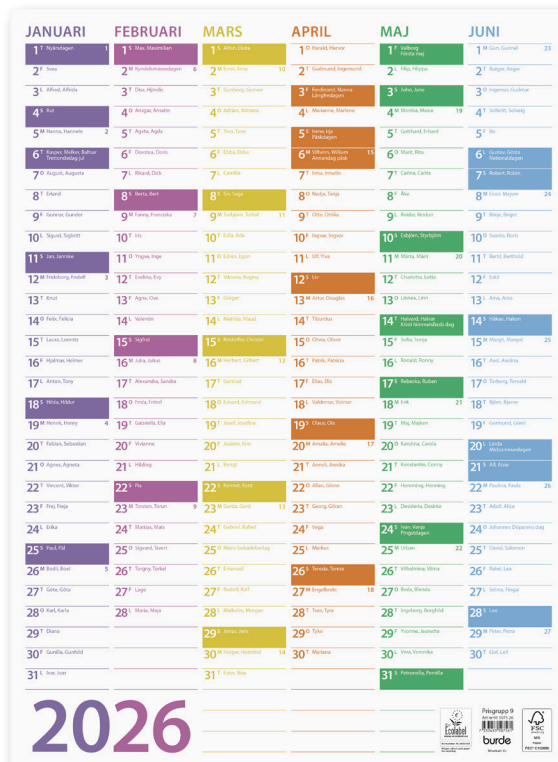 JANUARI
1 T Nyårsdagen 1
2 F Svea
3 L Alfred, Alfrida
4 S Rut
5 M Hanna, Hannele 2
6 T Kasper, Melker, Baltsar
Trettondedag jul
7 O August, Augusta
8 T Erland
9 F Gunnar, Gunder
10 L Sigurd, Sigbritt
11 S Jan, Jannike
12 M Frideborg, Fridolf 3
13 T Knut
14 O Felix, Felicia
15 T Laura, Lorentz
16 F Hjalmar, Helmer
17 L Anton, Tony
18 S Hilda, Hildur
19 M Henrik, Henry 4
20 T Fabian, Sebastian
21 O Agnes, Agneta
22 T Vincent, Viktor
23 F Frej, Freja
24 L Erika
25 S Paul, Pål
26 M Bodil, Boel 5
27 T Göte, Göta
28 O Karl, Karla
29 T Diana
30 F Gunilla, Gunhild
31 L Ivar, Joar
FEBRUARI
1 S Max, Maximilian
2 M Kyndelsmässodagen 6
3 T Disa, Hjördis
4 O Ansgar, Anselm
5 T Agata, Agda
6 F Dorotea, Doris
7 L Rikard, Dick
8 S Berta, Bert
9 M Fanny, Franciska 7
10 T Iris
11 O Yngve, Inge
12 T Evelina, Evy
13 F Agne, Ove
14 L Valentin
15 S Sigfrid
16 M Julia, Julius 8
17 T Alexandra, Sandra
18 O Frida, Fritiof
19 T Gabriella, Ella
20 F Vivianne
21 L Hilding
22 S Pia
23 M Torsten, Torun 9
24 T Mattias, Mats
25 O Sigvard, Sivert
26 T Torgny, Torkel
27 F Lage
28 L Maria, Maja
MARS
1 S Albin, Elvira
2 M Ernst, Erna 10
3 T Gunborg, Gunvor
4 O Adrian, Adriana
5 T Tora, Tove
6 F Ebba, Ebbe
7 L Camilla
8 S Siv, Saga
9 M Torbjörn, Torleif 11
10 T Edla, Ada
11 O Edvin, Egon
12 T Viktoria, Regina
13 F Greger
14 L Matilda, Maud
15 S Kristoffer, Christel
16 M Herbert, Gilbert 12
17 T Gertrud
18 O Edvard, Edmund
19 T Josef, Josefina
20 F Joakim, Kim
21 L Bengt
22 S Kennet, Kent
23 M Gerda, Gerd 13
24 T Gabriel, Rafael
25 O Marie bebådelsedag
26 T Emanuel
27 F Rudolf, Ralf
28 L Malkolm, Morgan
29 S Jonas, Jens
30 M Holger, Holmfrid 14
31 T Ester, Noa
APRIL
1 O Harald, Hervor
2 T Gudmund, Ingemund
3 F Ferdinand, Nanna
Långfredagen
4 L Marianne, Marlene
5 S Irene, Irja
Påskdagen
6 M Vilhelm, William 15
Annandag påsk
7 T Irma, Irmelin
8 O Nadja, Tanja
9 T Otto, Ottilia
10 F Ingvar, Ingvor
11 L Ulf, Ylva
12 S Liv
13 M Artur, Douglas 16
14 T Tiburtius
15 O Olivia, Oliver
16 T Patrik, Patricia
17 F Elias, Elis
18 L Valdemar, Volmar
19 S Olaus, Ola
20 M Amalia, Amelie 17
21 T Anneli, Annika
22 O Allan, Glenn
23 T Georg, Göran
24 F Vega
25 L Markus
26 S Teresia, Terese
27 M Engelbrekt 18
28 T Ture, Tyra
29 O Tyko
30 T Mariana
MAJ
1 F Valborg
Första maj
2 L Filip, Filippa
3 S John, Jane
4 M Monika, Mona 19
5 T Gotthard, Erhard
6 O Marit, Rita
7 T Carina, Carita
8 F Åke
9 L Reidar, Reidun
10 S Esbjörn, Styrbjörn
11 M Märta, Märit 20
12 T Charlotta, Lotta
13 O Linnea, Linn
14 T Halvard, Halvar
Kristi himmelsfärds dag
15 F Sofia, Sonja
16 L Ronald, Ronny
17 S Rebecka, Ruben
18 M Erik 21
19 T Maj, Majken
20 O Karolina, Carola
21 T Konstantin, Conny
22 F Hemming, Henning
23 L Desideria, Desirée
24 S Ivan, Vanja
Pingstdagen
25 M Urban 22
26 T Vilhelmina, Vilma
27 O Beda, Blenda
28 T Ingeborg, Borghild
29 F Yvonne, Jeanette
30 L Vera, Veronika
31 S Petronella, Pernilla
JUNI
1 M Gun, Gunnel 23
2 T Rutger, Roger
3 O Ingemar, Gudmar
4 T Solbritt, Solveig
5 F Bo
6 L Gustav, Gösta
Nationaldagen
7 S Robert, Robin
8 M Eivor, Majvor 24
9 T Börje, Birger
10 O Svante, Boris
11 T Bertil, Berthold
12 F Eskil
13 L Aina, Aino
14 S Håkan, Hakon
15 M Margit, Margot 25
16 T Axel, Axelina
17 O Torborg, Torvald
18 T Björn, Bjarne
19 F Germund, Görel
20 L Linda
Midsommardagen
21 S Alf, Alvar
22 M Paulina, Paula 26
23 T Adolf, Alice
24 O Johannes Döparens dag
25 T David, Salomon
26 F Rakel, Lea
27 L Selma, Fingal
28 S Leo
29 M Peter, Petra 27
30 T Elof, Leif
2026
Ecolabel
Prisgrupp 9
burde
FSC
MIX